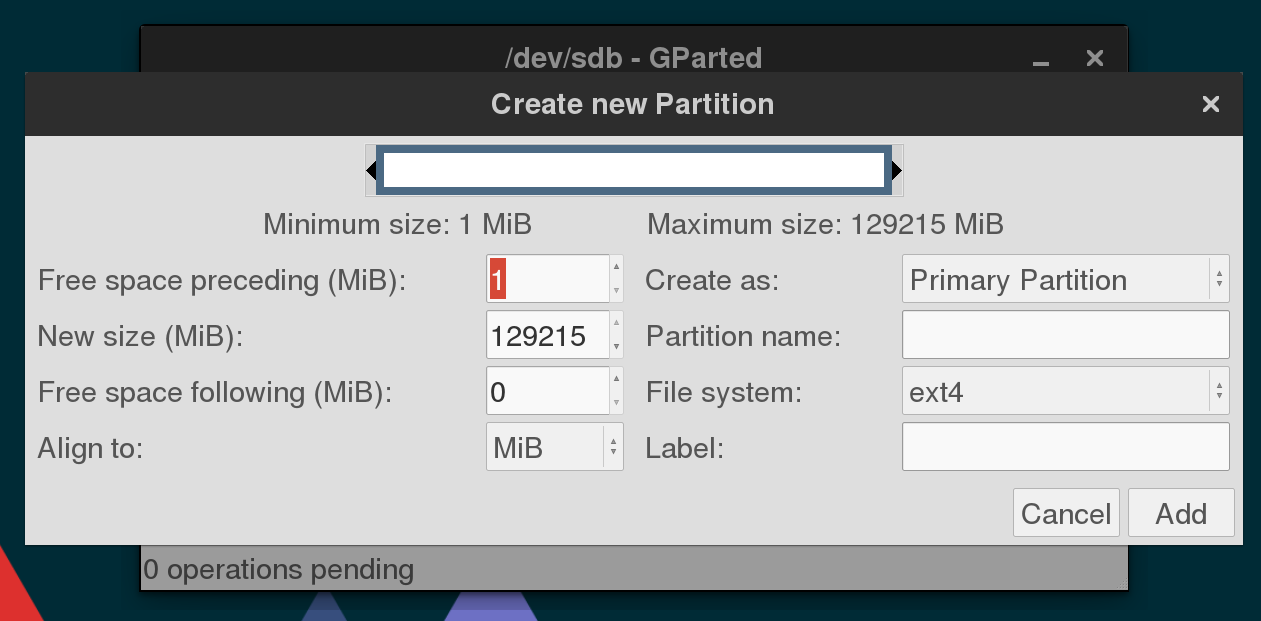 /dev/sdb - GParted
Create new Partition
Minimum size: 1 MiB Maximum size: 129215 MiB
Free space preceding (MiB): 1 Create as: Primary Partition
New size (MiB): 129215 Partition name:
Free space following (MiB): 0 File system: ext4
Align to: MiB Label:
Cancel Add
0 operations pending